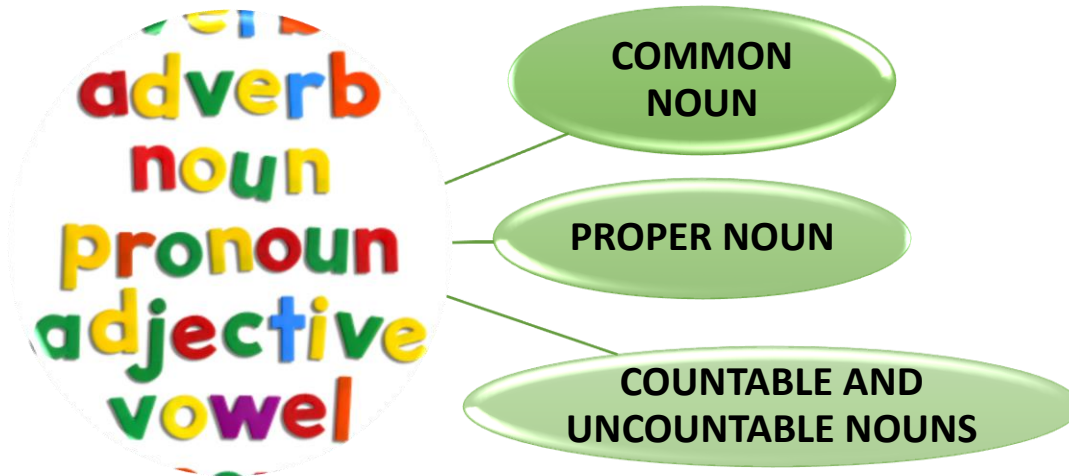 adverb
noun
pronoun
adjective
vowel
COMMON
NOUN
PROPER NOUN
COUNTABLE AND
UNCOUNTABLE NOUNS